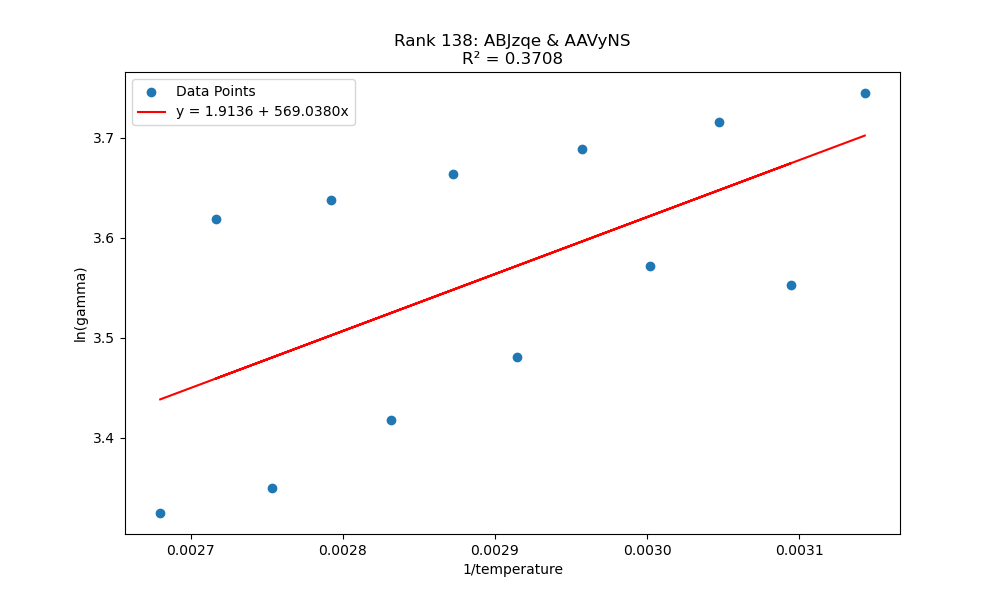 Rank 138: ABJzqe & AAVyNS
R² = 0.3708
Data Points
y = 1.9136 + 569.0380x
3.7
3.6
3.5
3.4
ln(gamma)
0.0027 0.0028 0.0029 0.0030 0.0031
1/temperature